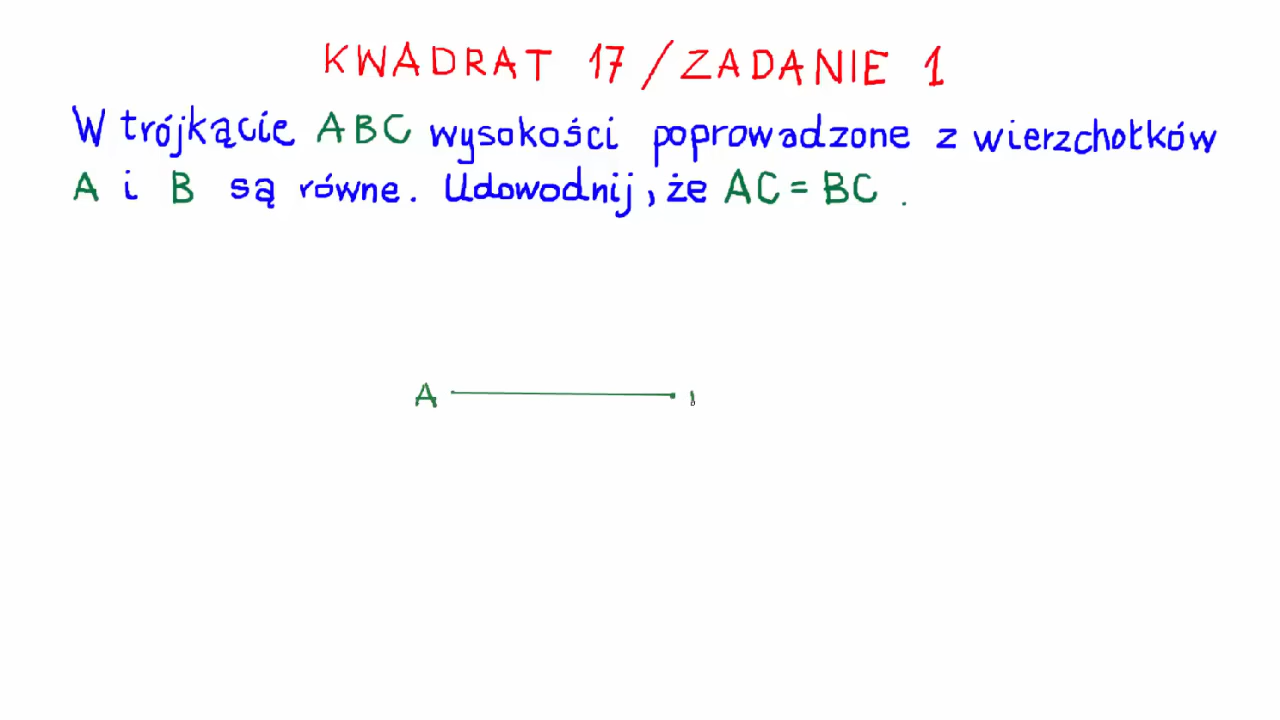 KWADRAT 17 / ZADANIE 1
W trójkącie ABC wysokości poprowadzone z wierzchołków
A i B są równe. Udowodnij, że AC = BC .
A